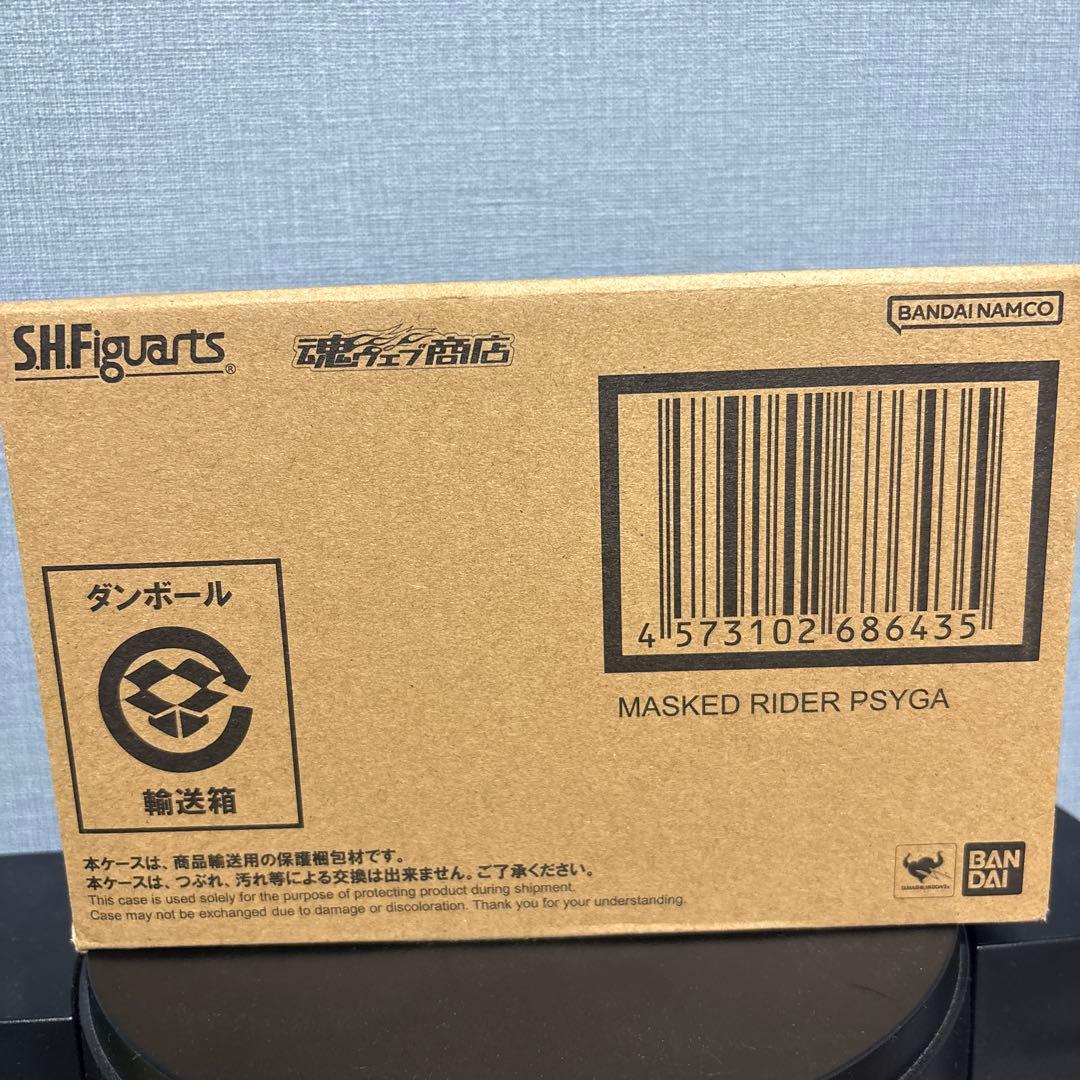 S.H.Figuarts®
魂ウェブ商店
BANDAI NAMCO
4 573102 686435
MASKED RIDER PSYGA
ダンボール
輸送箱
本ケースは、商品輸送用の保護梱包材です。
本ケースは、つぶれ、汚れ等による交換は出来ません。ご了承ください。
This case is used solely for the purpose of protecting product during shipment.
Case may not be exchanged due to damage or discoloration. Thank you for your understanding.
TAMASHII NATIONS
BAN
DAI